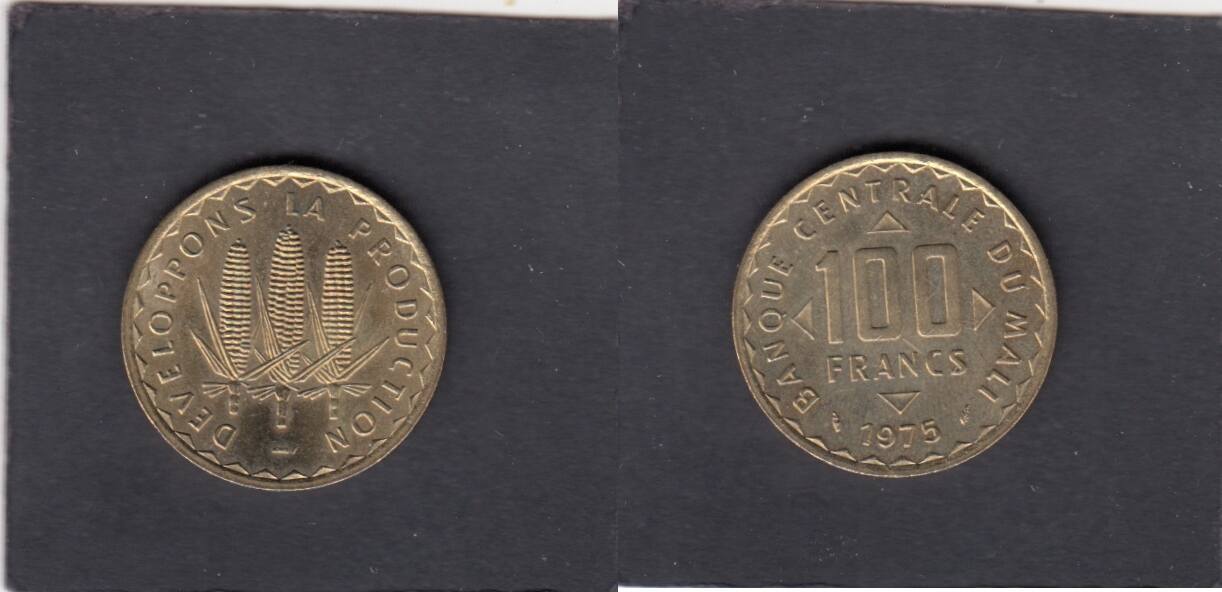 DEVELOPPONS LA PRODUCTION
BANQUE CENTRALE DU MALI
100
FRANCS
1975